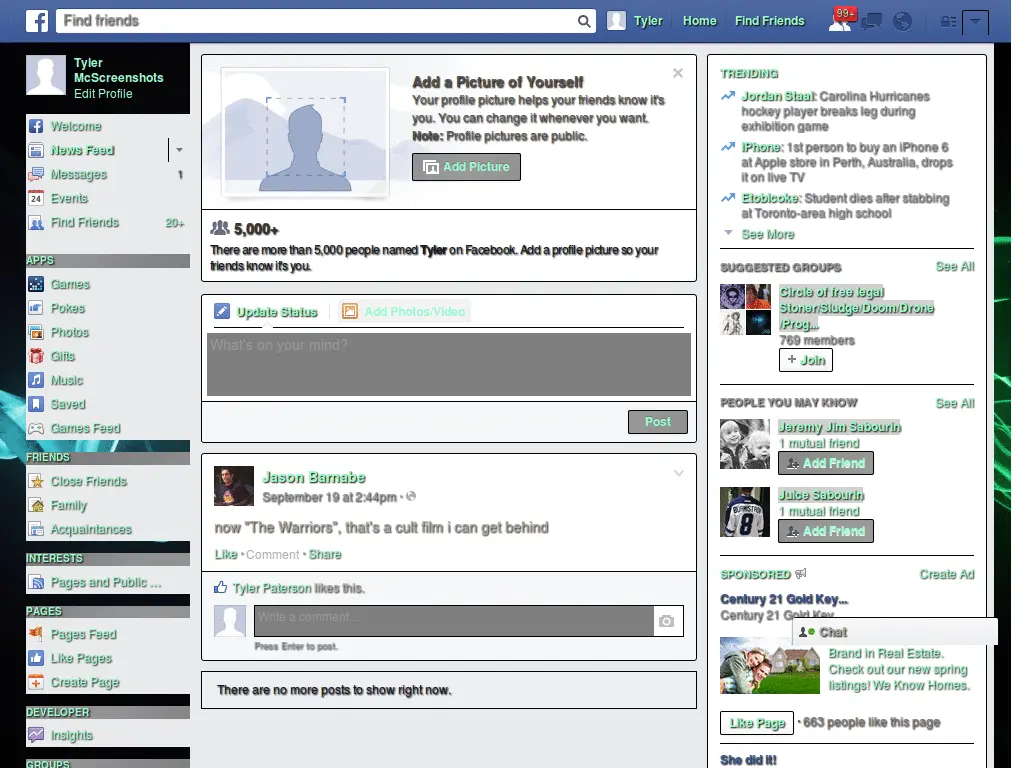 Find friends
Tyler
Home
Find Friends
99+
Tyler
McScreenshots
Edit Profile
Welcome
News Feed
Messages 1
24 Events
Find Friends 20+
APPS
Games
Pokes
Photos
Gifts
Music
Saved
Games Feed
FRIENDS
Close Friends
Family
Acquaintances
INTERESTS
Pages and Public ...
PAGES
Pages Feed
Like Pages
Create Page
DEVELOPER
Insights
GROUPS
Add a Picture of Yourself
Your profile picture helps your friends know it's
you. You can change it whenever you want.
Note: Profile pictures are public.
Add Picture
5,000+
There are more than 5,000 people named Tyler on Facebook. Add a profile picture so your
friends know it's you.
Update Status
Add Photos/Video
What's on your mind?
Post
Jason Barnabe
September 19 at 2:44pm ·
now "The Warriors", that's a cult film i can get behind
Like · Comment · Share
Tyler Paterson likes this.
Write a comment...
Press Enter to post.
There are no more posts to show right now.
TRENDING
Jordan Staal: Carolina Hurricanes
hockey player breaks leg during
exhibition game
IPhone: 1st person to buy an iPhone 6
at Apple store in Perth, Australia, drops
it on live TV
Etobicoke: Student dies after stabbing
at Toronto-area high school
See More
SUGGESTED GROUPS See All
Circle of free legal
Stoner/Sludge/Doom/Drone
/Prog...
769 members
+ Join
PEOPLE YOU MAY KNOW See All
Jeremy Jim Sabourin
1 mutual friend
Add Friend
Juice Sabourin
1 mutual friend
Add Friend
SPONSORED Create Ad
Century 21 Gold Key...
Century 21 Gold Key
Chat
Brand in Real Estate.
Check out our new spring
listings! We Know Homes.
Like Page · 663 people like this page
She did it!